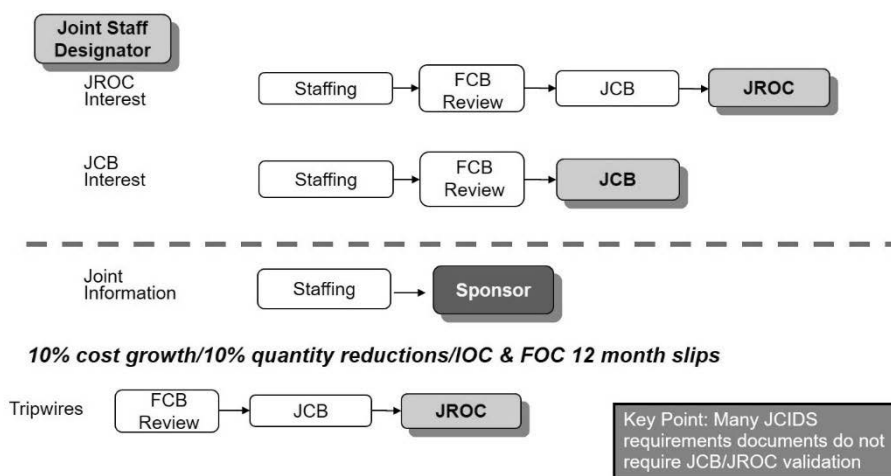 Joint Staff
Designator
JROC
Interest
Staffing
FCB
Review
JCB
JROC
JCB
Interest
Staffing
FCB
Review
JCB
Joint
Information
Staffing
Sponsor
10% cost growth/10% quantity reductions/IOC & FOC 12 month slips
Tripwires
FCB
Review
JCB
JROC
Key Point: Many JCIDS
requirements documents do not
require JCB/JROC validation